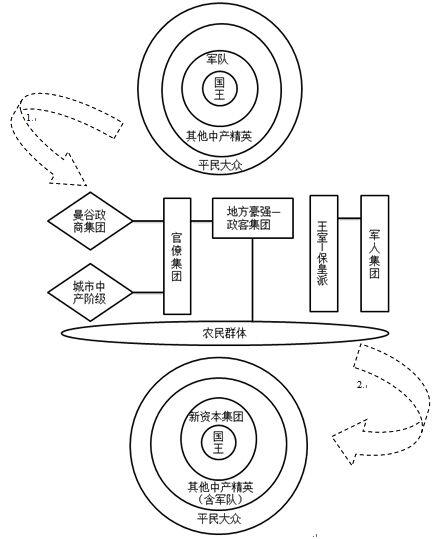 军队
国
王
其他中产精英
平民大众
1.
曼谷政
商集团
城市中
产阶级
官僚集团
地方豪强—
政客集团
王室—保皇派
军人集团
农民群体
2.
新资本集团
国
王
其他中产精英
（含军队）
平民大众